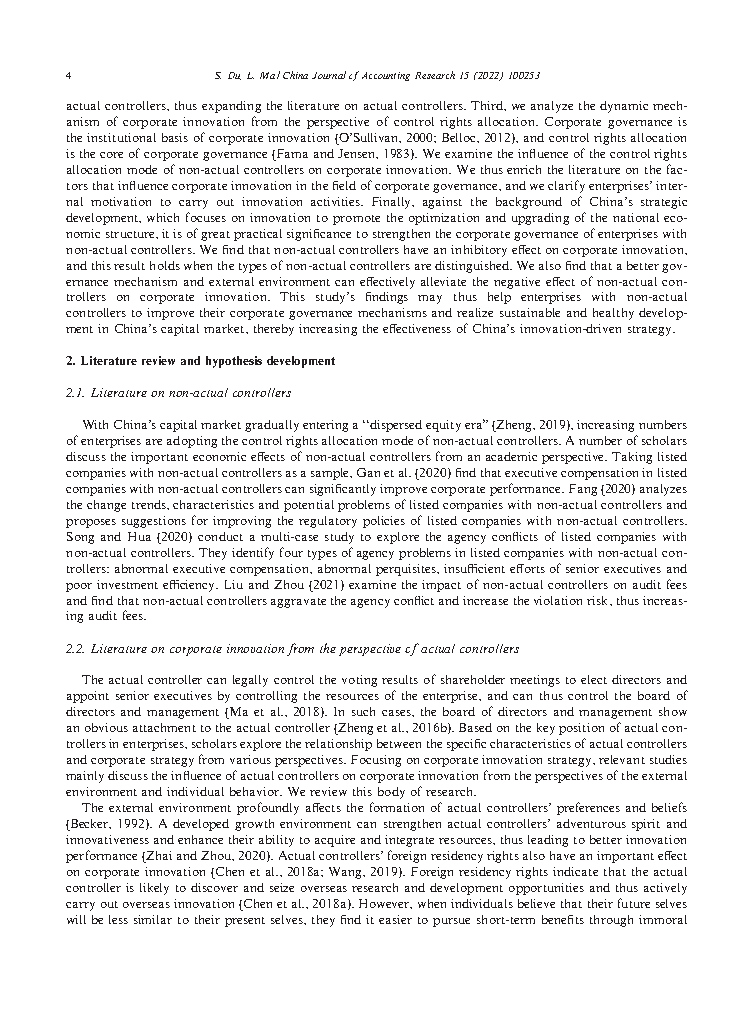 4
S. Du, L. Ma / China Journal of Accounting Research 15 (2022) 100253
actual controllers, thus expanding the literature on actual controllers. Third, we analyze the dynamic mech-
anism of corporate innovation from the perspective of control rights allocation. Corporate governance is
the institutional basis of corporate innovation (O’Sullivan, 2000; Belloc, 2012), and control rights allocation
is the core of corporate governance (Fama and Jensen, 1983). We examine the influence of the control rights
allocation mode of non-actual controllers on corporate innovation. We thus enrich the literature on the fac-
tors that influence corporate innovation in the field of corporate governance, and we clarify enterprises’ inter-
nal motivation to carry out innovation activities. Finally, against the background of China’s strategic
development, which focuses on innovation to promote the optimization and upgrading of the national eco-
nomic structure, it is of great practical significance to strengthen the corporate governance of enterprises with
non-actual controllers. We find that non-actual controllers have an inhibitory effect on corporate innovation,
and this result holds when the types of non-actual controllers are distinguished. We also find that a better gov-
ernance mechanism and external environment can effectively alleviate the negative effect of non-actual con-
trollers on corporate innovation. This study’s findings may thus help enterprises with non-actual
controllers to improve their corporate governance mechanisms and realize sustainable and healthy develop-
ment in China’s capital market, thereby increasing the effectiveness of China’s innovation-driven strategy.
2. Literature review and hypothesis development
2.1. Literature on non-actual controllers
With China’s capital market gradually entering a ‘‘dispersed equity era” (Zheng, 2019), increasing numbers
of enterprises are adopting the control rights allocation mode of non-actual controllers. A number of scholars
discuss the important economic effects of non-actual controllers from an academic perspective. Taking listed
companies with non-actual controllers as a sample, Gan et al. (2020) find that executive compensation in listed
companies with non-actual controllers can significantly improve corporate performance. Fang (2020) analyzes
the change trends, characteristics and potential problems of listed companies with non-actual controllers and
proposes suggestions for improving the regulatory policies of listed companies with non-actual controllers.
Song and Hua (2020) conduct a multi-case study to explore the agency conflicts of listed companies with
non-actual controllers. They identify four types of agency problems in listed companies with non-actual con-
trollers: abnormal executive compensation, abnormal perquisites, insufficient efforts of senior executives and
poor investment efficiency. Liu and Zhou (2021) examine the impact of non-actual controllers on audit fees
and find that non-actual controllers aggravate the agency conflict and increase the violation risk, thus increas-
ing audit fees.
2.2. Literature on corporate innovation from the perspective of actual controllers
The actual controller can legally control the voting results of shareholder meetings to elect directors and
appoint senior executives by controlling the resources of the enterprise, and can thus control the board of
directors and management (Ma et al., 2018). In such cases, the board of directors and management show
an obvious attachment to the actual controller (Zheng et al., 2016b). Based on the key position of actual con-
trollers in enterprises, scholars explore the relationship between the specific characteristics of actual controllers
and corporate strategy from various perspectives. Focusing on corporate innovation strategy, relevant studies
mainly discuss the influence of actual controllers on corporate innovation from the perspectives of the external
environment and individual behavior. We review this body of research.
The external environment profoundly affects the formation of actual controllers’ preferences and beliefs
(Becker, 1992). A developed growth environment can strengthen actual controllers’ adventurous spirit and
innovativeness and enhance their ability to acquire and integrate resources, thus leading to better innovation
performance (Zhai and Zhou, 2020). Actual controllers’ foreign residency rights also have an important effect
on corporate innovation (Chen et al., 2018a; Wang, 2019). Foreign residency rights indicate that the actual
controller is likely to discover and seize overseas research and development opportunities and thus actively
carry out overseas innovation (Chen et al., 2018a). However, when individuals believe that their future selves
will be less similar to their present selves, they find it easier to pursue short-term benefits through immoral